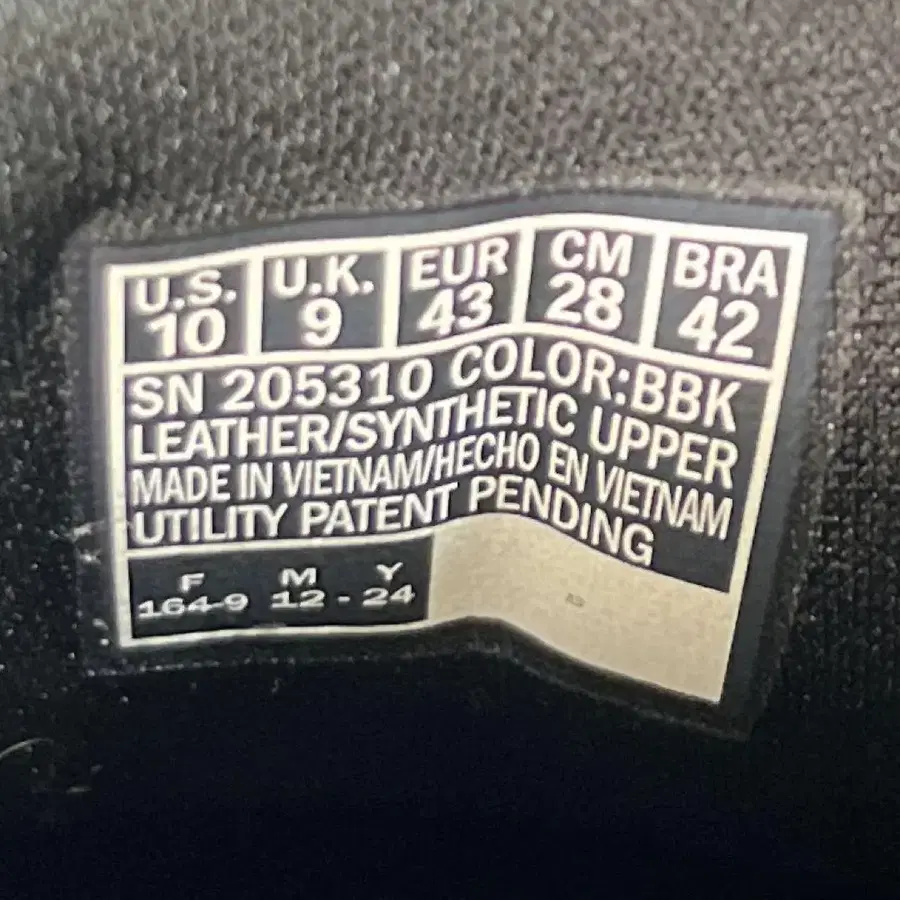 U.S. U.K. EUR CM BRA
10 9 43 28 42
SN 205310 COLOR:BBK
LEATHER/SYNTHETIC UPPER
MADE IN VIETNAM/HECHO EN VIETNAM
UTILITY PATENT PENDING
F M Y
164-9 12 - 24